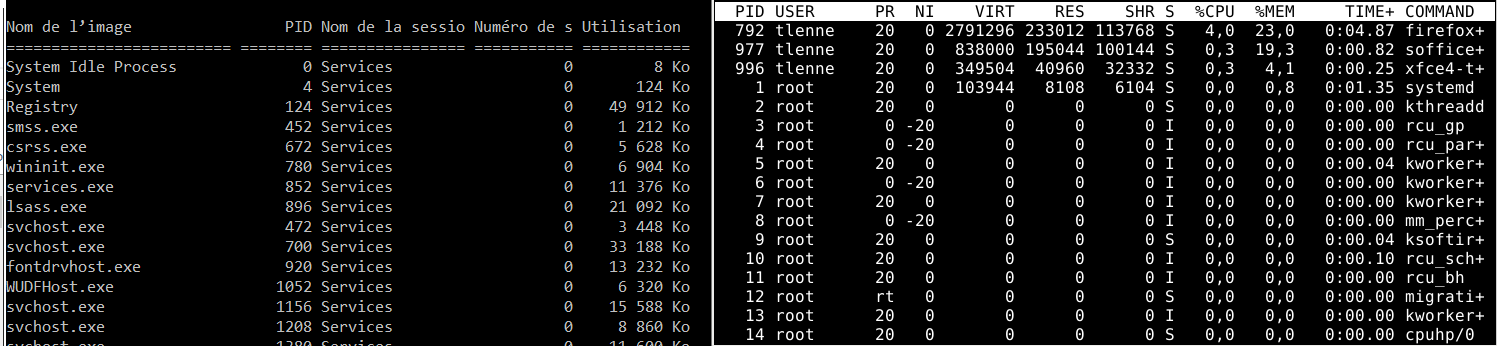 Nom de l’image                 PID Nom de la sessio Numéro de s Utilisation
========================= ======== ================ =========== ============
System Idle Process              0 Services                   0         8 Ko
System                           4 Services                   0       124 Ko
Registry                       124 Services                   0    49 912 Ko
smss.exe                       452 Services                   0     1 212 Ko
csrss.exe                      672 Services                   0     5 628 Ko
wininit.exe                    780 Services                   0     6 904 Ko
services.exe                   852 Services                   0    11 376 Ko
lsass.exe                      896 Services                   0    21 092 Ko
svchost.exe                    472 Services                   0     3 448 Ko
svchost.exe                    700 Services                   0    33 188 Ko
fontdrvhost.exe                920 Services                   0    13 232 Ko
WUDFHost.exe                  1052 Services                   0     6 320 Ko
svchost.exe                   1156 Services                   0    15 588 Ko
svchost.exe                   1208 Services                   0     8 860 Ko
svchost.exe                   1280 Services                   0    11 600 Ko
PID USER      PR  NI    VIRT    RES    SHR S  %CPU  %MEM     TIME+ COMMAND
792 tlenne    20   0 2791296 233012 113768 S   4,0  23,0   0:04.87 firefox+
977 tlenne    20   0  838000 195044 100144 S   0,3  19,3   0:00.82 soffice+
996 tlenne    20   0  349504  40960  32332 S   0,3   4,1   0:00.25 xfce4-t+
1 root      20   0  103944   8108   6104 S   0,0   0,8   0:01.35 systemd
2 root      20   0       0      0      0 S   0,0   0,0   0:00.00 kthreadd
3 root       0 -20       0      0      0 I   0,0   0,0   0:00.00 rcu_gp
4 root       0 -20       0      0      0 I   0,0   0,0   0:00.00 rcu_par+
5 root      20   0       0      0      0 I   0,0   0,0   0:00.04 kworker+
6 root       0 -20       0      0      0 I   0,0   0,0   0:00.00 kworker+
7 root      20   0       0      0      0 I   0,0   0,0   0:00.00 kworker+
8 root       0 -20       0      0      0 I   0,0   0,0   0:00.00 mm_perc+
9 root      20   0       0      0      0 S   0,0   0,0   0:00.04 ksoftir+
10 root      20   0       0      0      0 I   0,0   0,0   0:00.10 rcu_sch+
11 root      20   0       0      0      0 I   0,0   0,0   0:00.00 rcu_bh
12 root      rt   0       0      0      0 S   0,0   0,0   0:00.00 migrati+
13 root      20   0       0      0      0 I   0,0   0,0   0:00.00 kworker+
14 root      20   0       0      0      0 S   0,0   0,0   0:00.00 cpuhp/0